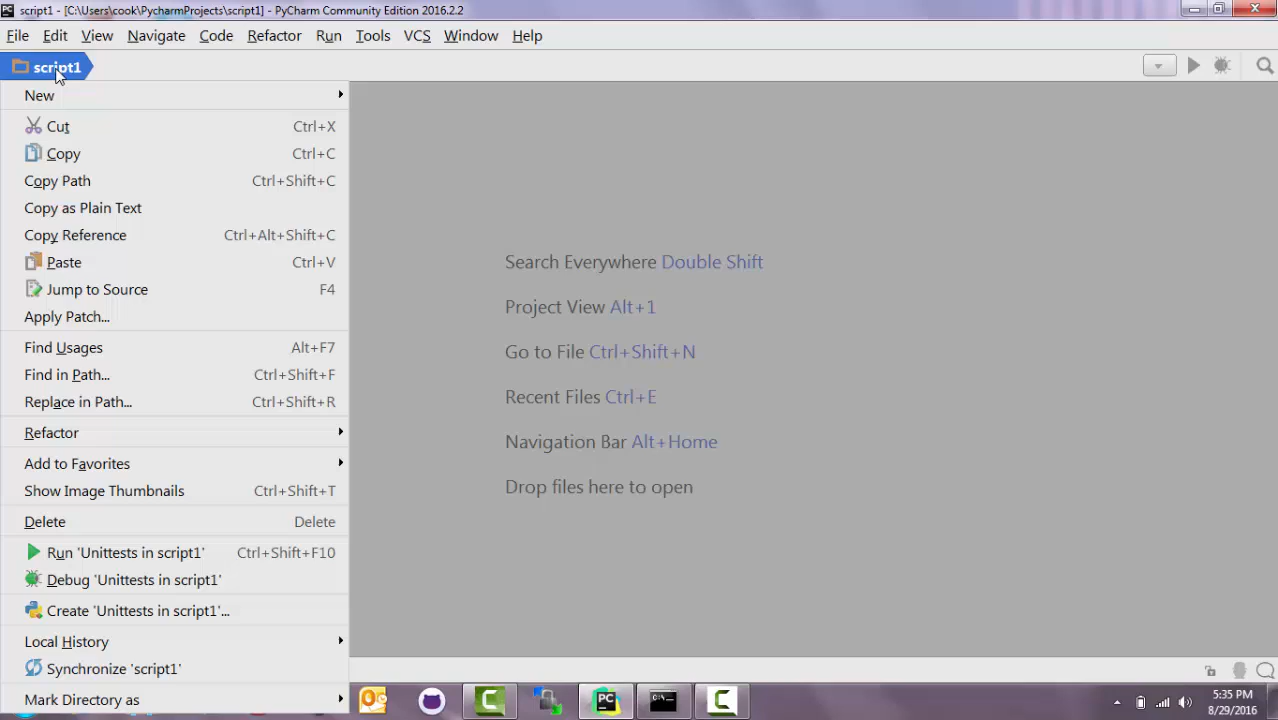 script1 - [C:\Users\cook\PycharmProjects\script1] - PyCharm Community Edition 2016.2.2
File Edit View Navigate Code Refactor Run Tools VCS Window Help
script1
New
Cut Ctrl+X
Copy Ctrl+C
Copy Path Ctrl+Shift+C
Copy as Plain Text
Copy Reference Ctrl+Alt+Shift+C
Paste Ctrl+V
Jump to Source F4
Apply Patch...
Find Usages Alt+F7
Find in Path... Ctrl+Shift+F
Replace in Path... Ctrl+Shift+R
Refactor
Add to Favorites
Show Image Thumbnails Ctrl+Shift+T
Delete Delete
Run 'Unittests in script1' Ctrl+Shift+F10
Debug 'Unittests in script1'
Create 'Unittests in script1'...
Local History
Synchronize 'script1'
Mark Directory as
Search Everywhere Double Shift
Project View Alt+1
Go to File Ctrl+Shift+N
Recent Files Ctrl+E
Navigation Bar Alt+Home
Drop files here to open
5:35 PM
8/29/2016